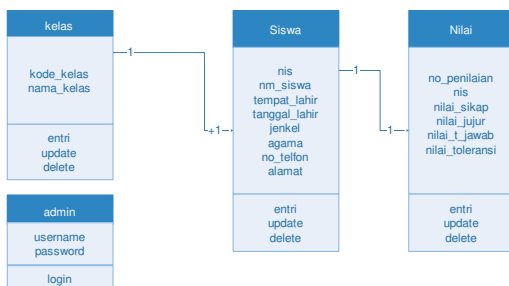 kelas
kode_kelas
nama_kelas
entri
update
delete
1
+1
Siswa
nis
nm_siswa
tempat_lahir
tanggal_lahir
jenkel
agama
no_telfon
alamat
entri
update
delete
1
1
Nilai
no_penilaian
nis
nilai_sikap
nilai_jujur
nilai_t_jawab
nilai_toleransi
entri
update
delete
admin
username
password
login